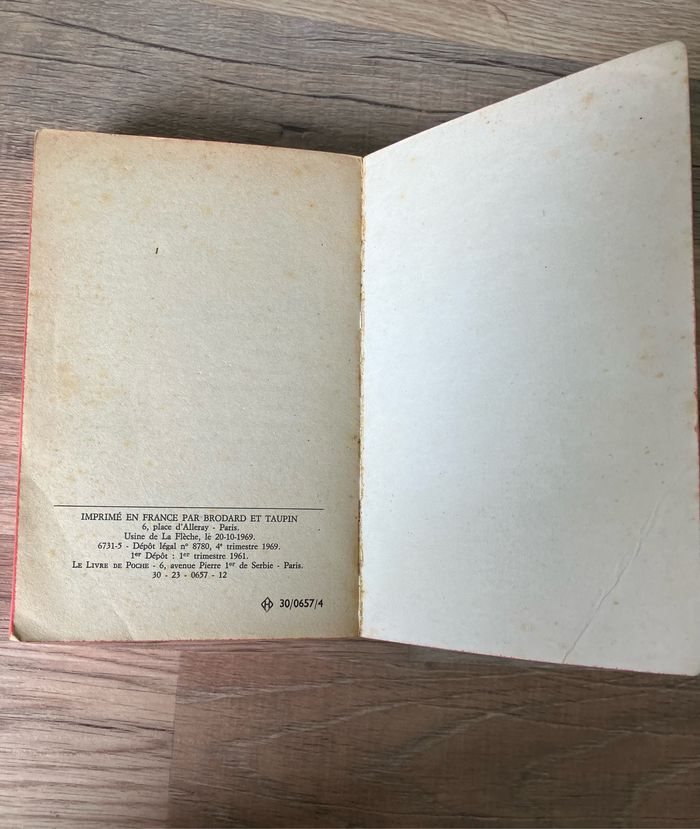 IMPRIMÉ EN FRANCE PAR BRODARD ET TAUPIN
6, place d'Alleray - Paris.
Usine de La Flèche, le 20-10-1969.
6731-5 - Dépôt légal nº 8780, 4e trimestre 1969.
1er Dépôt : 1er trimestre 1961.
LE LIVRE DE POCHE - 6, avenue Pierre 1er de Serbie - Paris.
30 - 23 - 0657 - 12
30/0657/4